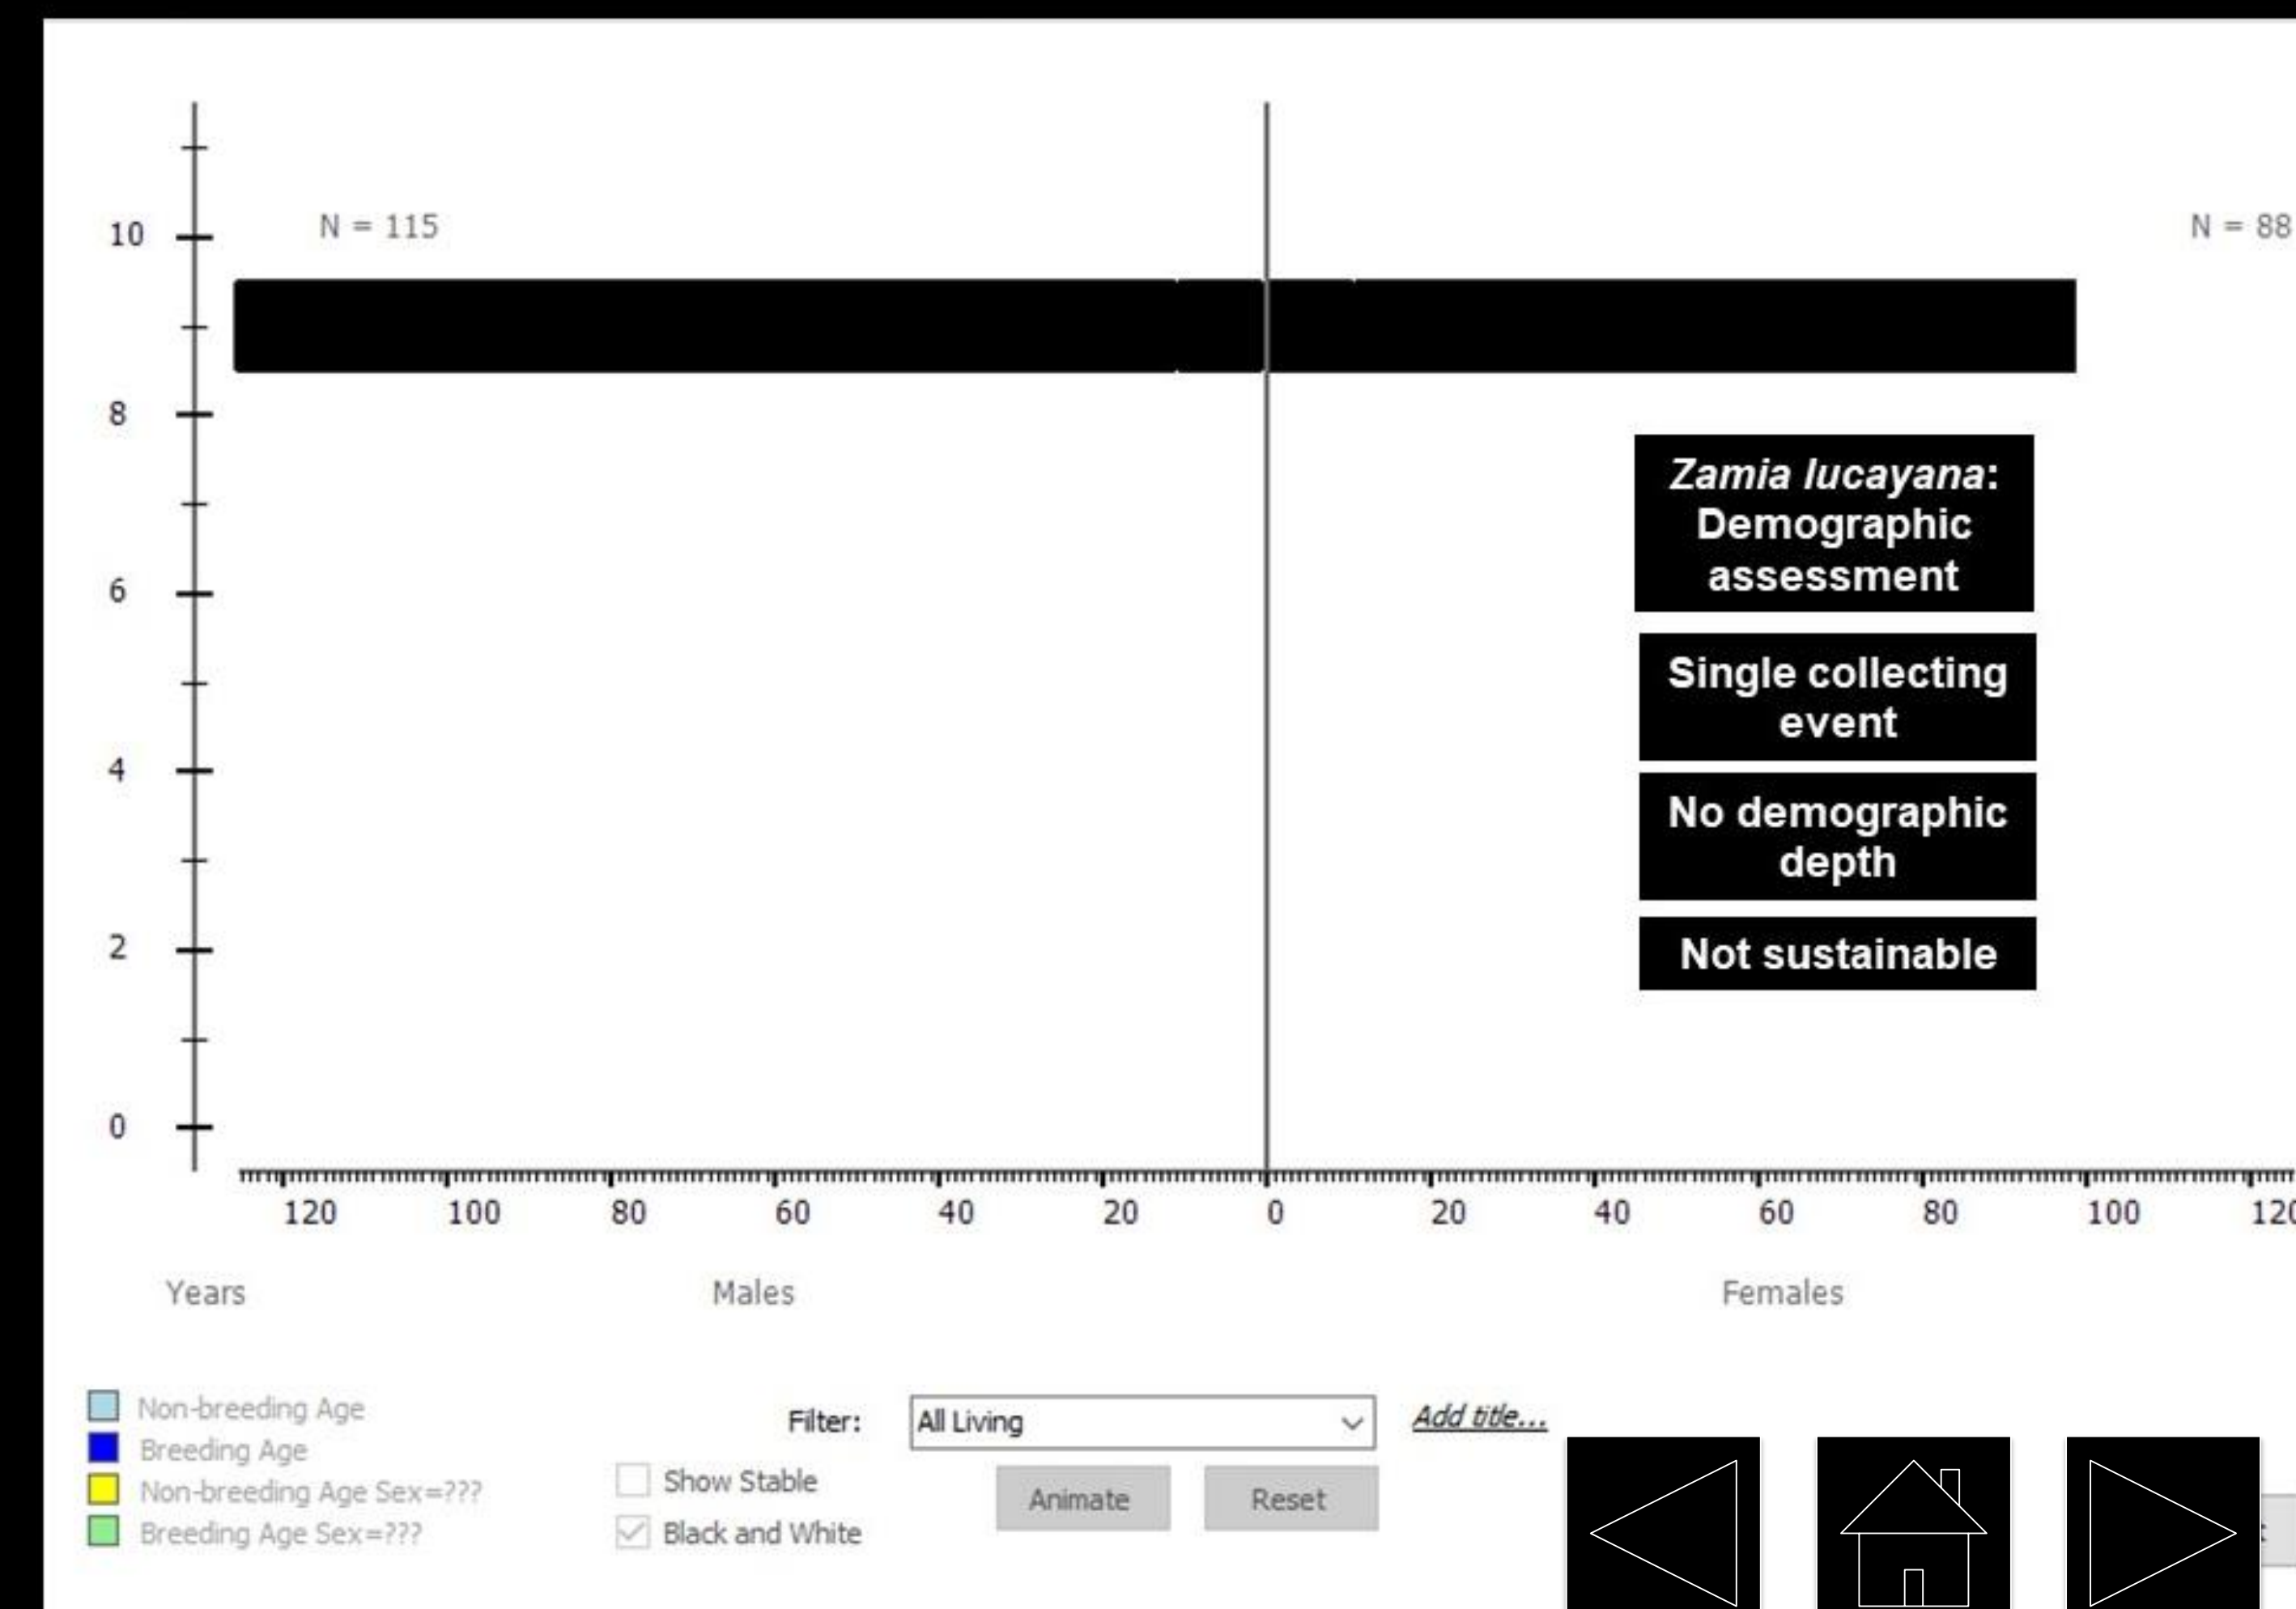 N = 115
N = 88
10
8
6
4
2
0
Zamia lucayana:
Demographic
assessment
Single collecting
event
No demographic
depth
Not sustainable
120 100 80 60 40 20 0 20 40 60 80 100 120
Years Males Females
Non-breeding Age
Breeding Age
Non-breeding Age Sex=???
Breeding Age Sex=???
Filter: All Living Add title...
Show Stable
Black and White
Animate Reset